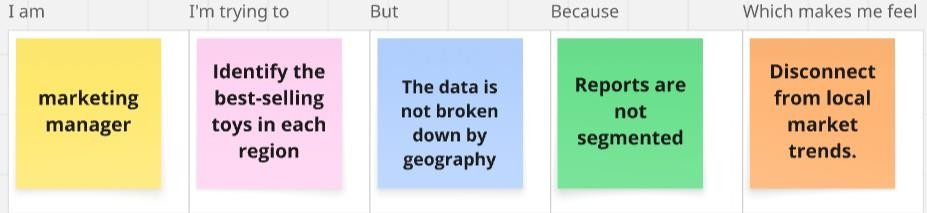 I am
I'm trying to
But
Because
Which makes me feel
marketing
manager
Identify the
best-selling
toys in each
region
The data is
not broken
down by
geography
Reports are
not
segmented
Disconnect
from local
market
trends.